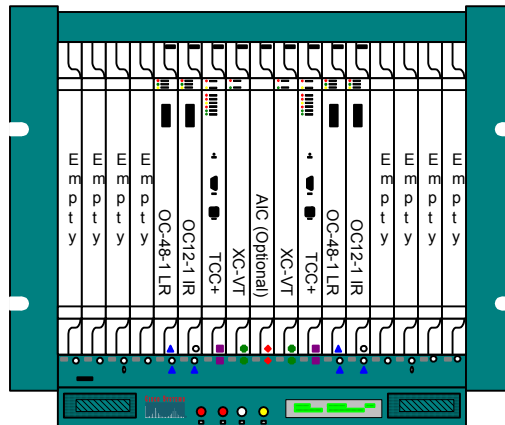 Empty
Empty
Empty
Empty
OC-48-1 LR
OC12-1 IR
TCC+
XC-VT
AIC (Optional)
XC-VT
TCC+
OC-48-1 LR
OC12-1 IR
Empty
Empty
Empty
Empty